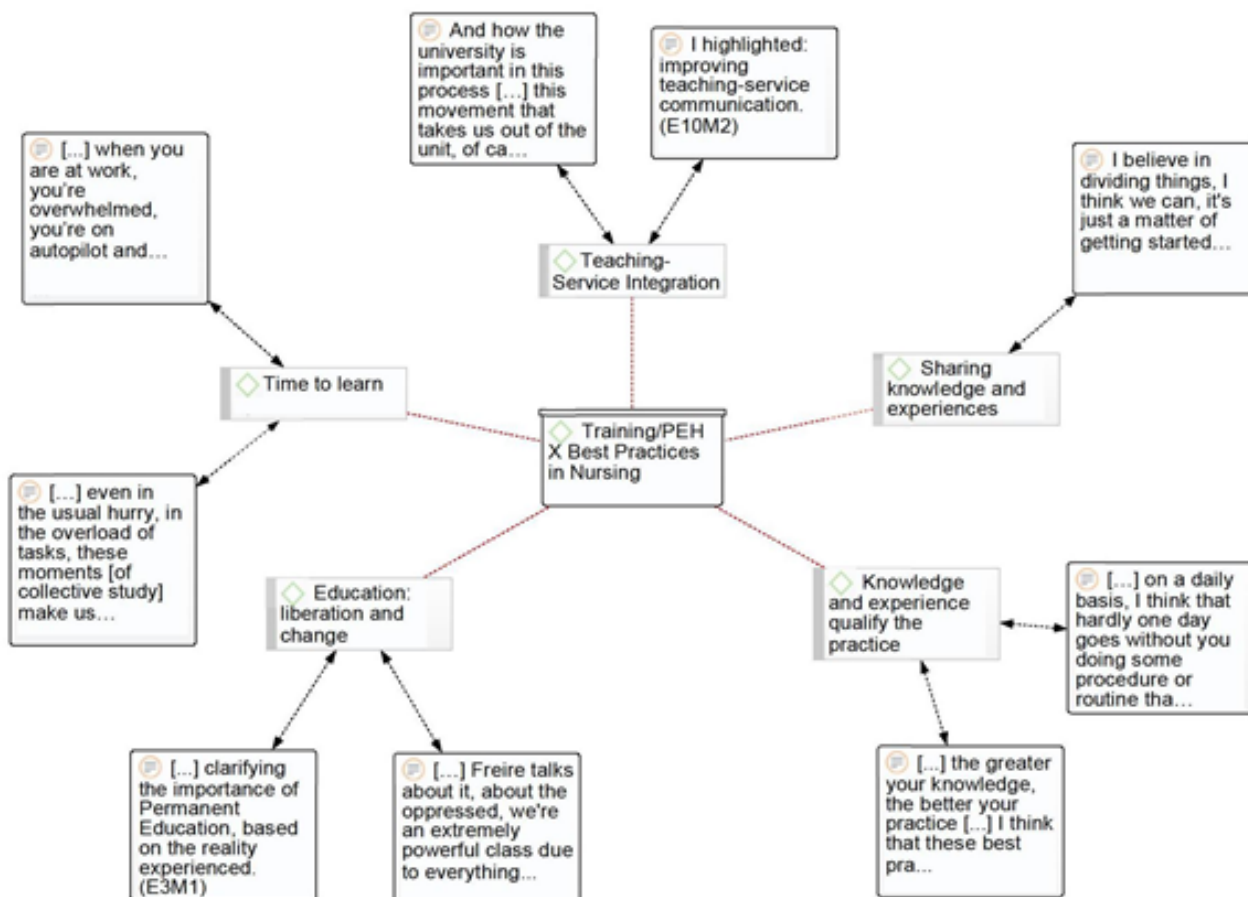 And how the
university is
important in this
process [...] this
movement that
takes us out of the
unit, of ca...
I highlighted:
improving
teaching-service
communication.
(E10M2)
[...] when you
are at work,
you're
overwhelmed,
you're on
autopilot and...
I believe in
dividing things, I
think we can, it's
just a matter of
getting started...
Teaching-
Service Integration
Time to learn
Sharing
knowledge and
experiences
Training/PEH
X Best Practices
in Nursing
[...] even in
the usual hurry, in
the overload of
tasks, these
moments [of
collective study]
make us...
Education:
liberation and
change
Knowledge
and experience
qualify the
practice
[...] on a daily
basis, I think that
hardly one day
goes without you
doing some
procedure or
routine tha...
[...] clarifying
the importance of
Permanent
Education, based
on the reality
experienced.
(E3M1)
[...] Freire talks
about it, about the
oppressed, we're
an extremely
powerful class due
to everything...
[...] the greater
your knowledge,
the better your
practice [...] I think
that these best
pra...